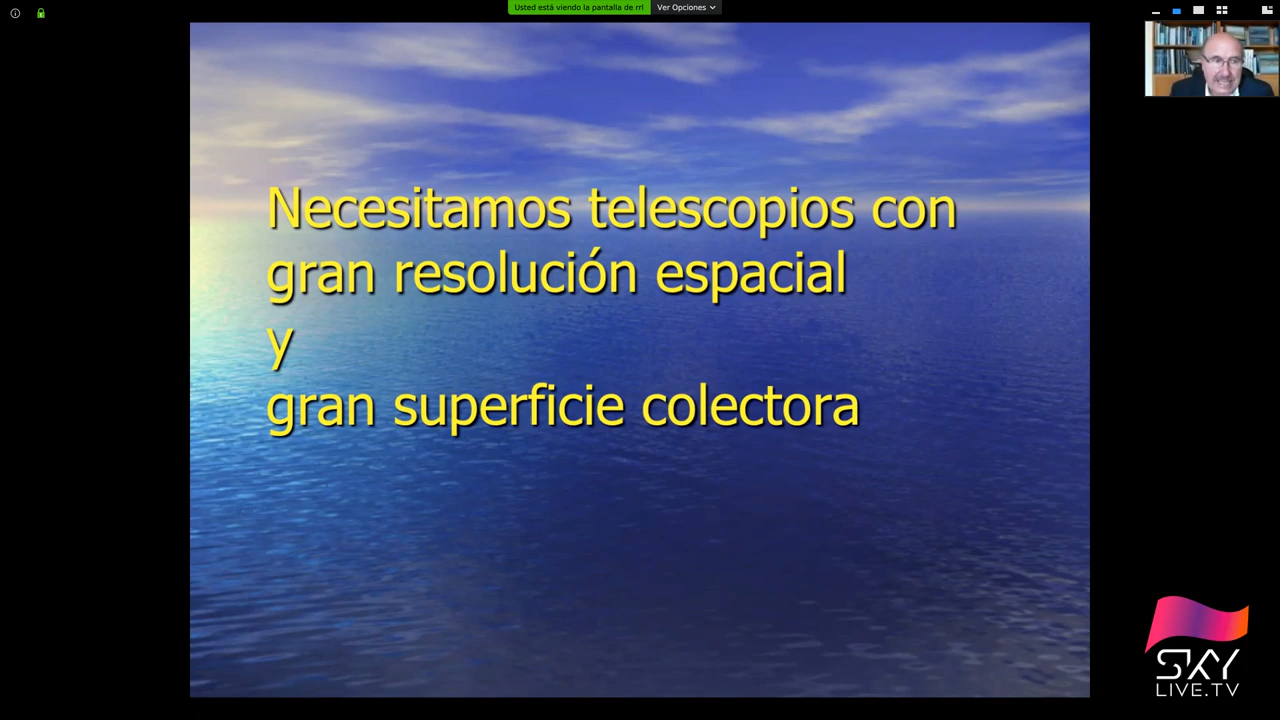 Usted está viendo la pantalla de rrl
Ver Opciones
Necesitamos telescopios con
gran resolución espacial
y
gran superficie colectora
SKY
LIVE.TV